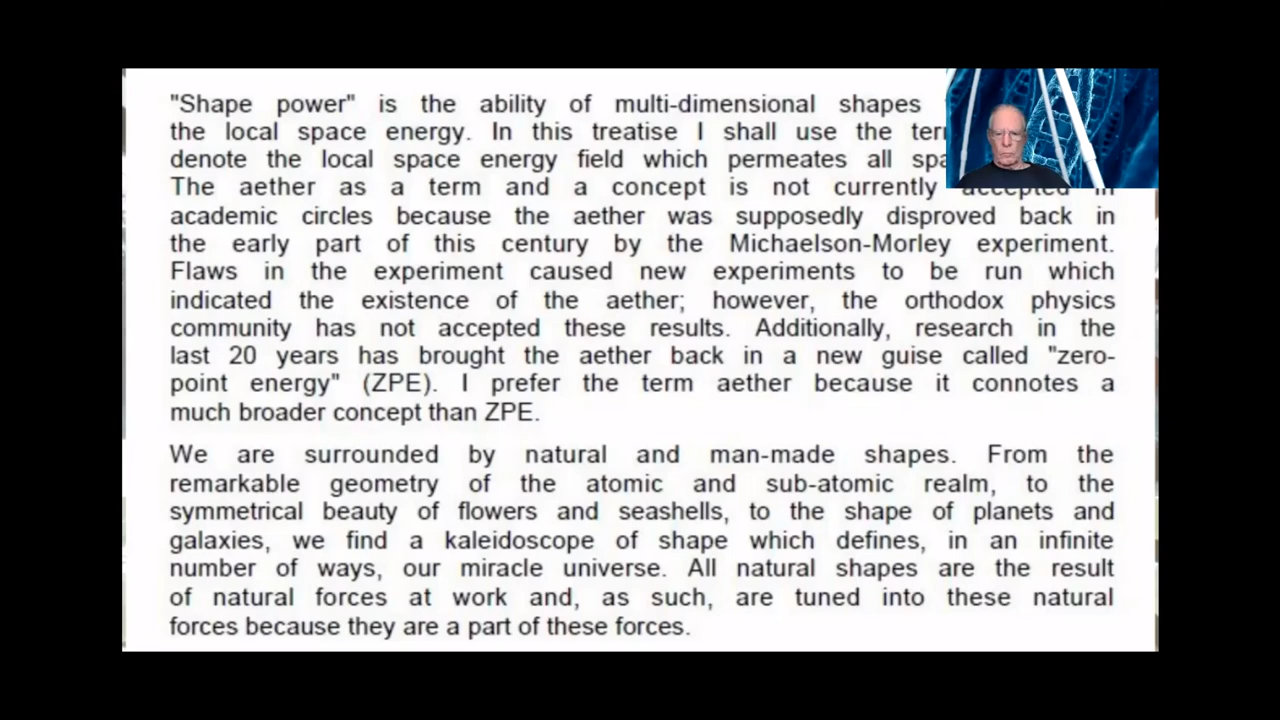 "Shape power" is the ability of multi-dimensional shapes
the local space energy. In this treatise I shall use the
denote the local space energy field which permeates all
The aether as a term and a concept is not currently accepted in
academic circles because the aether was supposedly disproved back in
the early part of this century by the Michaelson-Morley experiment.
Flaws in the experiment caused new experiments to be run which
indicated the existence of the aether; however, the orthodox physics
community has not accepted these results. Additionally, research in the
last 20 years has brought the aether back in a new guise called "zero-
point energy" (ZPE). I prefer the term aether because it connotes a
much broader concept than ZPE.
We are surrounded by natural and man-made shapes. From the
remarkable geometry of the atomic and sub-atomic realm, to the
symmetrical beauty of flowers and seashells, to the shape of planets and
galaxies, we find a kaleidoscope of shape which defines, in an infinite
number of ways, our miracle universe. All natural shapes are the result
of natural forces at work and, as such, are tuned into these natural
forces because they are a part of these forces.